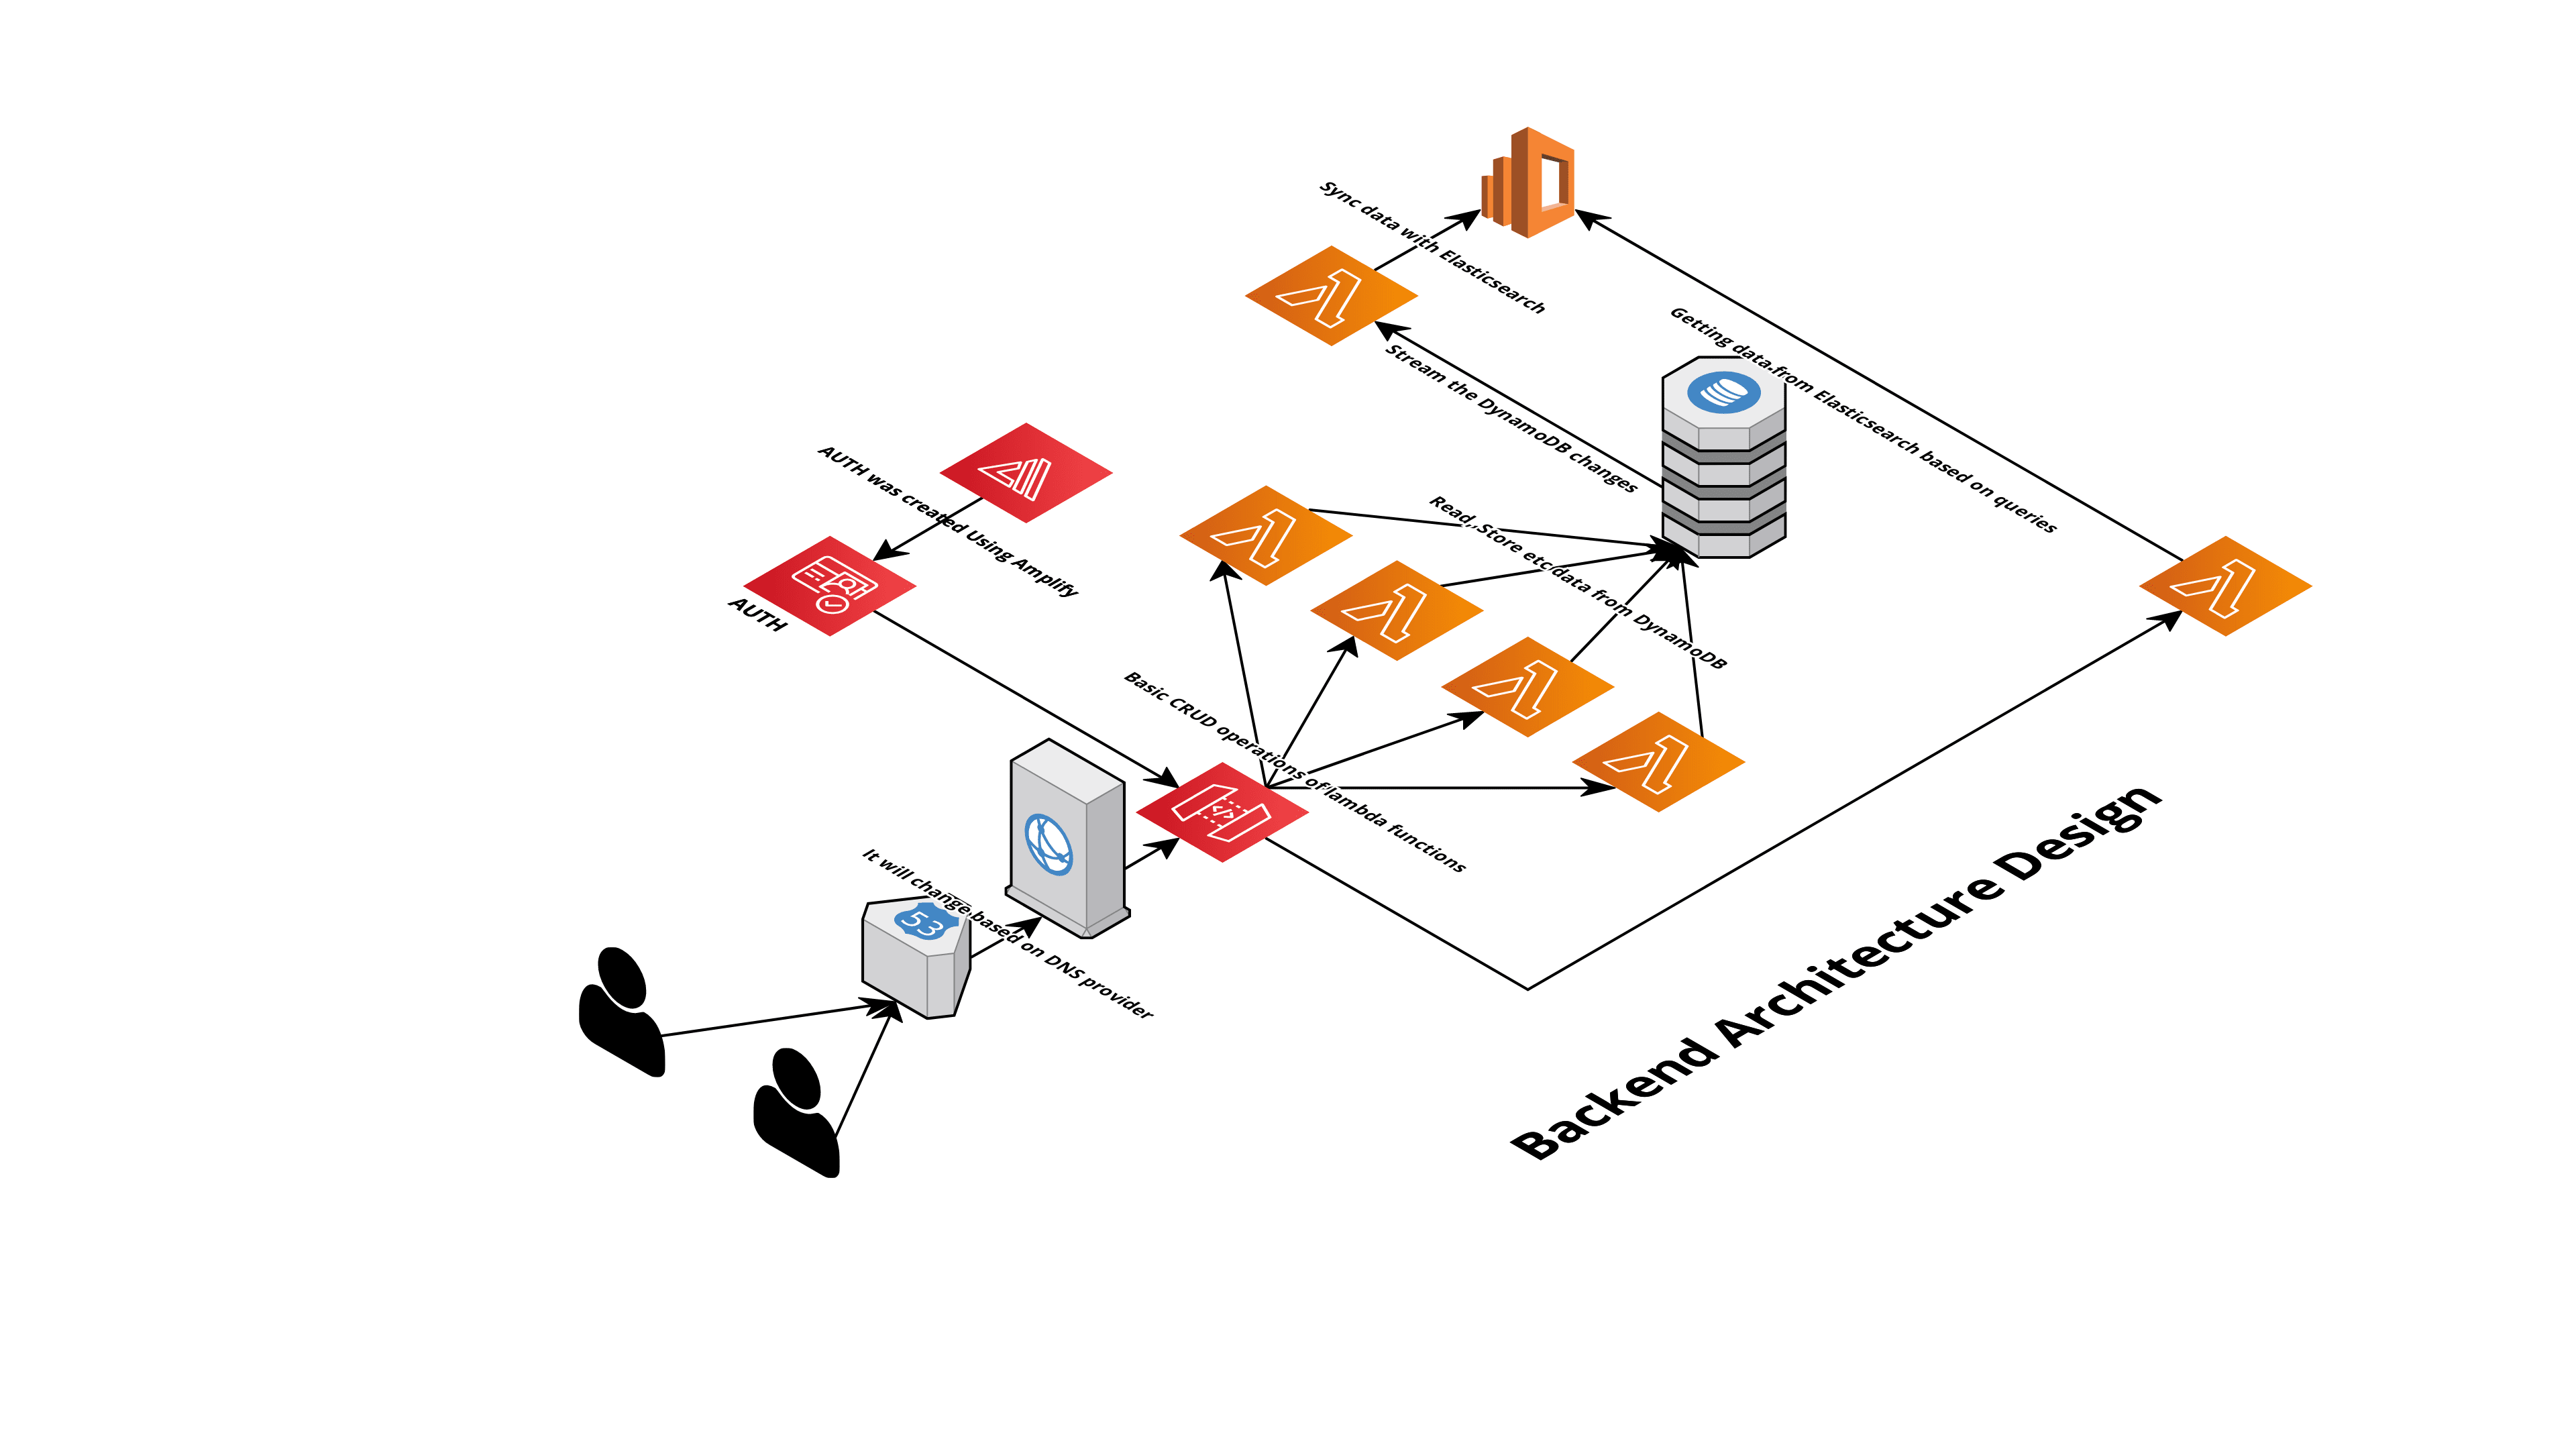 Sync data with Elasticsearch
Getting data from Elasticsearch based on queries
Stream the DynamoDB changes
AUTH was created Using Amplify
Read, Store etc data from DynamoDB
AUTH
Basic CRUD operations of lambda functions
It will change based on DNS provider
53
Backend Architecture Design